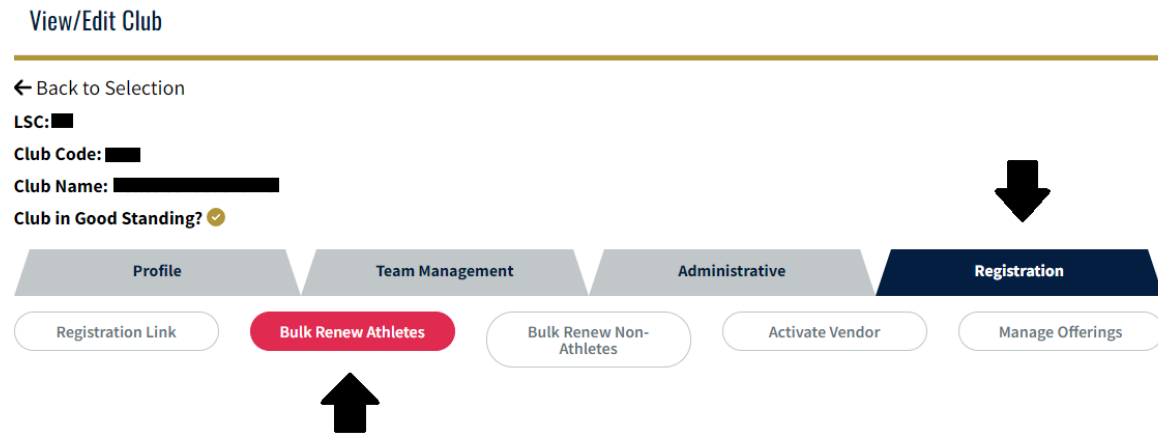 View/Edit Club
← Back to Selection
LSC:
Club Code:
Club Name:
Club in Good Standing?
Profile Team Management Administrative Registration
Registration Link Bulk Renew Athletes Bulk Renew Non- Activate Vendor Manage Offerings
Athletes